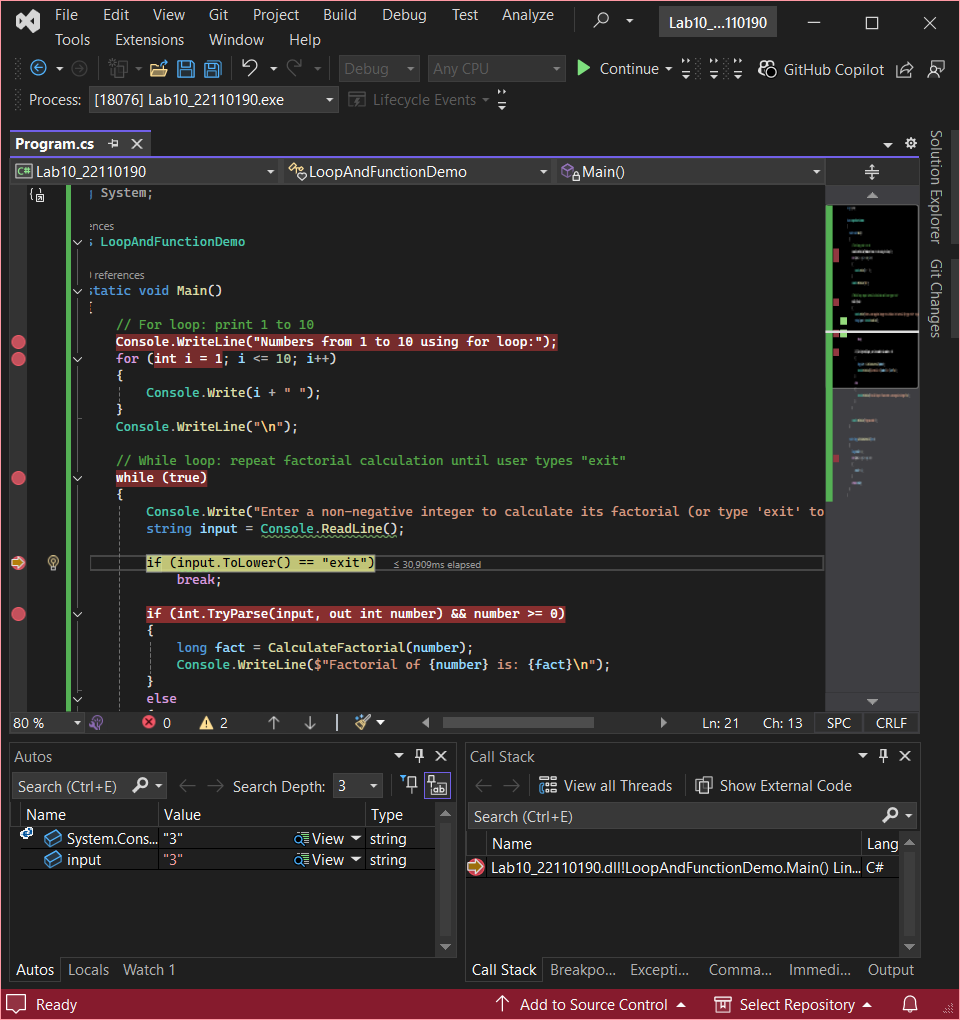 File Edit View Git Project Build Debug Test Analyze
Lab10_...110190
Tools Extensions Window Help
Debug Any CPU Continue GitHub Copilot
Process: [18076] Lab10_22110190.exe Lifecycle Events
Program.cs
C# Lab10_22110190 LoopAndFunctionDemo Main()
System;
ences
s LoopAndFunctionDemo
0 references
static void Main()
{
// For loop: print 1 to 10
Console.WriteLine("Numbers from 1 to 10 using for loop:");
for (int i = 1; i <= 10; i++)
{
Console.Write(i + " ");
}
Console.WriteLine("\n");
// While loop: repeat factorial calculation until user types "exit"
while (true)
{
Console.Write("Enter a non-negative integer to calculate its factorial (or type 'exit' to
string input = Console.ReadLine();
if (input.ToLower() == "exit") ≤ 30,909ms elapsed
break;
if (int.TryParse(input, out int number) && number >= 0)
{
long fact = CalculateFactorial(number);
Console.WriteLine($"Factorial of {number} is: {fact}\n");
}
else
80 % 0 2 Ln: 21 Ch: 13 SPC CRLF
Solution Explorer
Git Changes
Autos
Search (Ctrl+E) Search Depth: 3
Name Value Type
System.Cons... "3" View string
input "3" View string
Autos Locals Watch 1
Call Stack
View all Threads Show External Code
Search (Ctrl+E)
Name Lang
Lab10_22110190.dll!LoopAndFunctionDemo.Main() Lin... C#
Call Stack Breakpo... Excepti... Comma... Immedi... Output
Ready Add to Source Control Select Repository